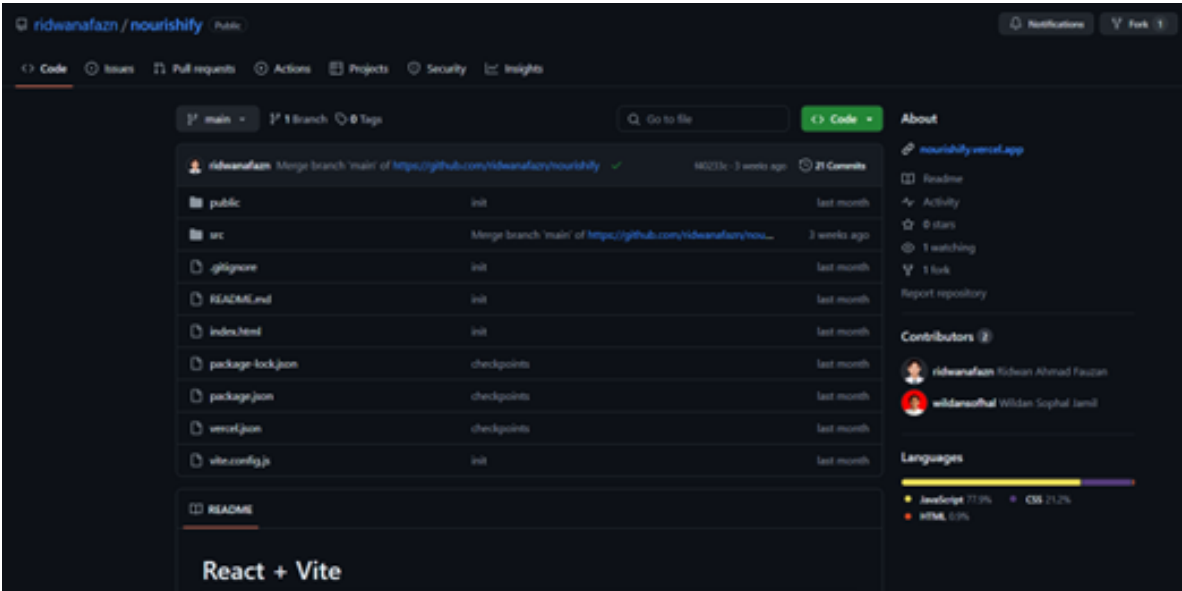 ridwanafazn / nourishify Public Notifications Fork 1
Code Issues Pull requests Actions Projects Security Insights
main 1 Branch 0 Tags Go to file Code
ridwanafazn Merge branch 'main' of https://github.com/ridwanafazn/nourishify 3 weeks ago 21 Commits
public init last month
src Merge branch 'main' of https://github.com/ridwanafazn/nou... 3 weeks ago
.gitignore init last month
README.md init last month
index.html init last month
package-lock.json checkpoints last month
package.json checkpoints last month
vercel.json checkpoints last month
vite.config.js init last month
README
React + Vite
About
nourishify.vercel.app
Readme
Activity
0 stars
1 watching
1 fork
Report repository
Contributors 2
ridwanafazn Ridwan Ahmad Fauzan
wildansofhal Wildan Sophal Jamil
Languages
JavaScript 77.9% CSS 21.2%
HTML 0.9%